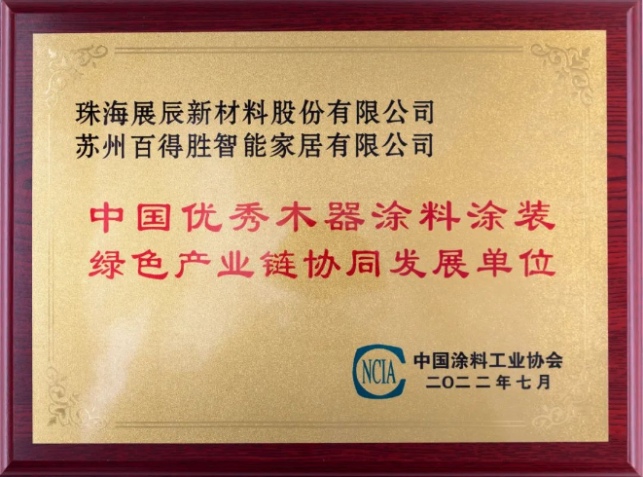 珠海展辰新材料股份有限公司
苏州百得胜智能家居有限公司
中国优秀木器涂料涂装
绿色产业链协同发展单位
NCIA
中国涂料工业协会
二〇二二年七月